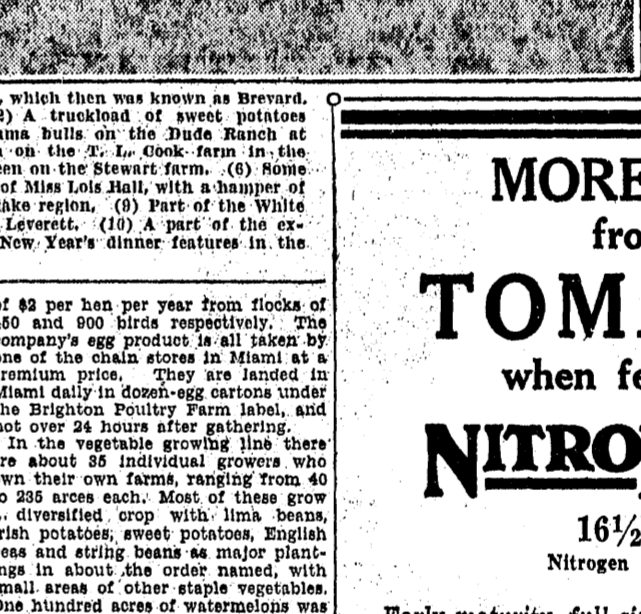 , which then was known as Brevard.
2) A truckload of sweet potatoes
ama bulls on the Dude Ranch at
on the T. L. Cook farm in the
een on the Stewart farm. (6) Some
of Miss Lois Hall, with a hamper of
ake region. (9) Part of the White
Leverett. (10) A part of the ex-
New Year's dinner features in the
of $2 per hen per year from flocks of
450 and 900 birds respectively. The
ompany's egg product is all taken by
one of the chain stores in Miami at a
remium price. They are landed in
Miami daily in dozen-egg cartons under
he Brighton Poultry Farm label, and
not over 24 hours after gathering.
In the vegetable growing line there
re about 35 individual growers who
wn their own farms, ranging from 40
o 235 arces each. Most of these grow
diversified crop with lima beans,
rish potatoes, sweet potatoes, English
eas and string beans as major plant-
ngs in about the order named, with
mall areas of other staple vegetables.
One hundred acres of watermelons was
MORE
fro
TOM
when fe
NITRO
16½
Nitrogen